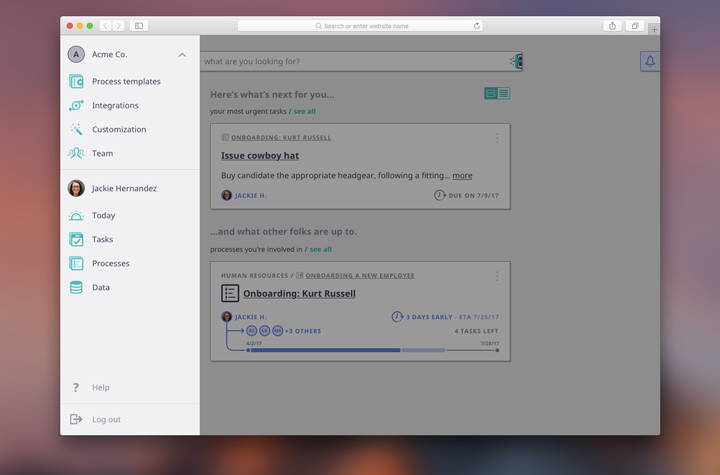 Search or enter website name
A
Acme Co.
Process templates
Integrations
Customization
Team
Jackie Hernandez
Today
Tasks
Processes
Data
? Help
Log out
what are you looking for?
Here's what's next for you...
your most urgent tasks / see all
ONBOARDING: KURT RUSSELL
Issue cowboy hat
Buy candidate the appropriate headgear, following a fitting... more
JACKIE H.
DUE ON 7/9/17
...and what other folks are up to.
processes you're involved in / see all
HUMAN RESOURCES / ONBOARDING A NEW EMPLOYEE
Onboarding: Kurt Russell
JACKIE H.
3 DAYS EARLY - ETA 7/25/17
+3 OTHERS
4 TASKS LEFT
4/2/17
7/28/17